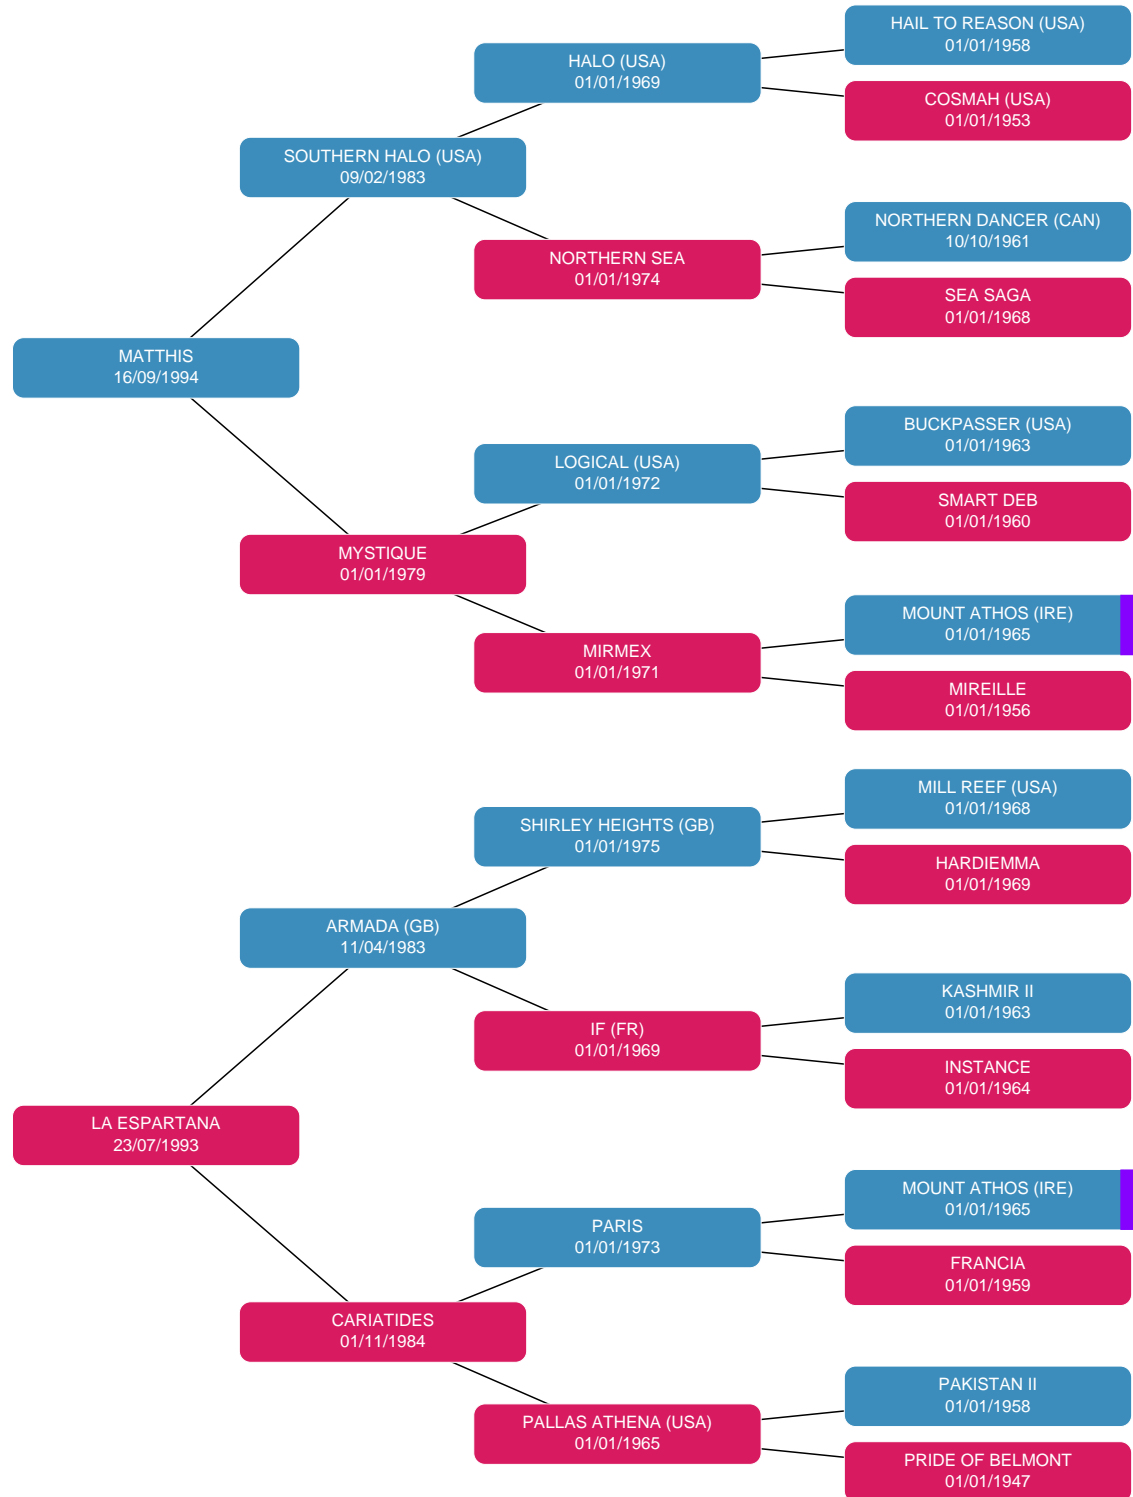 HAIL TO REASON (USA)
01/01/1958
HALO (USA)
01/01/1969
COSMAH (USA)
01/01/1953
SOUTHERN HALO (USA)
09/02/1983
NORTHERN DANCER (CAN)
10/10/1961
NORTHERN SEA
01/01/1974
SEA SAGA
01/01/1968
MATTHIS
16/09/1994
BUCKPASSER (USA)
01/01/1963
LOGICAL (USA)
01/01/1972
SMART DEB
01/01/1960
MYSTIQUE
01/01/1979
MOUNT ATHOS (IRE)
01/01/1965
MIRMEX
01/01/1971
MIREILLE
01/01/1956
MILL REEF (USA)
01/01/1968
SHIRLEY HEIGHTS (GB)
01/01/1975
HARDIEMMA
01/01/1969
ARMADA (GB)
11/04/1983
KASHMIR II
01/01/1963
IF (FR)
01/01/1969
INSTANCE
01/01/1964
LA ESPARTANA
23/07/1993
MOUNT ATHOS (IRE)
01/01/1965
PARIS
01/01/1973
FRANCIA
01/01/1959
CARIATIDES
01/11/1984
PAKISTAN II
01/01/1958
PALLAS ATHENA (USA)
01/01/1965
PRIDE OF BELMONT
01/01/1947